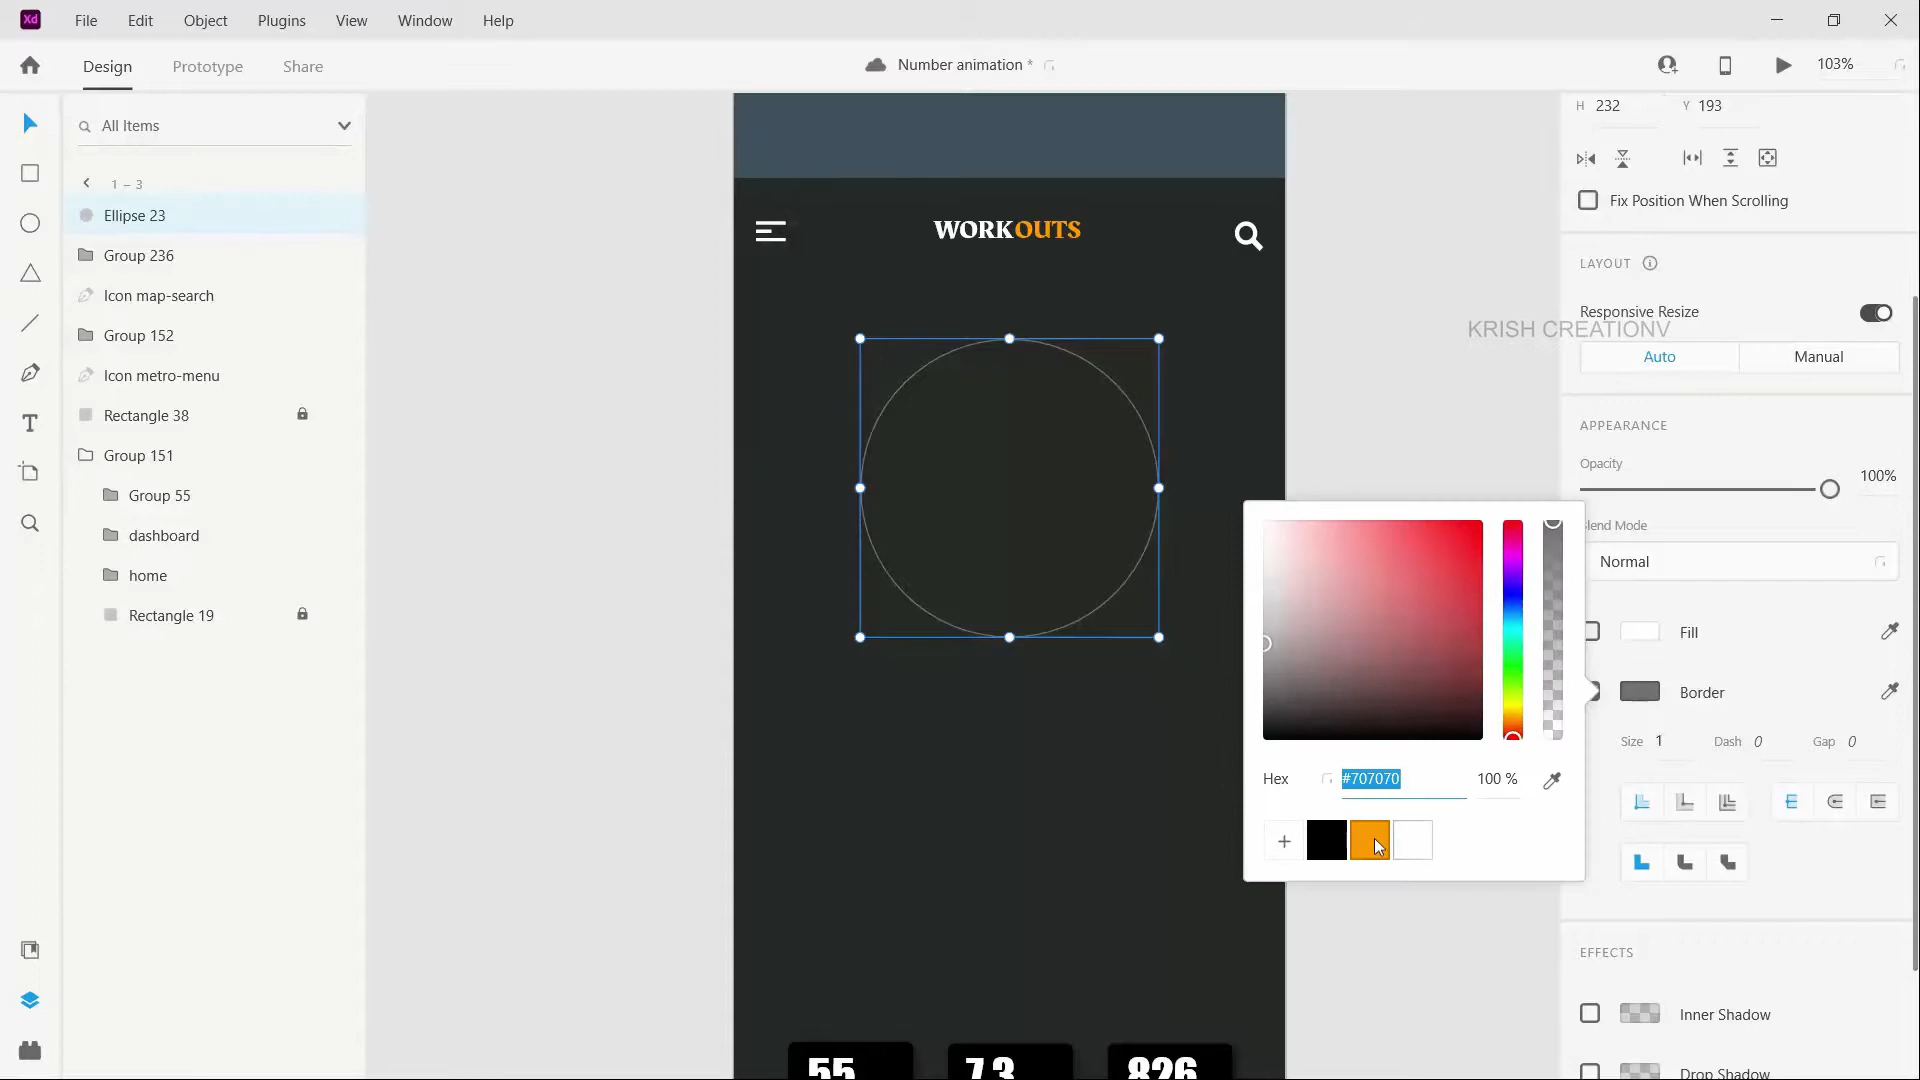 Xd File Edit Object Plugins View Window Help
Design Prototype Share
Number animation *
103%
All Items
1 – 3
Ellipse 23
Group 236
Icon map-search
Group 152
Icon metro-menu
Rectangle 38
Group 151
Group 55
dashboard
home
Rectangle 19
WORKOUTS
55
73
826
H 232 Y 193
Fix Position When Scrolling
LAYOUT
Responsive Resize
KRISH CREATIONV
Auto Manual
APPEARANCE
Opacity
100%
Blend Mode
Normal
Fill
Border
Size 1 Dash 0 Gap 0
Hex #707070 100 %
EFFECTS
Inner Shadow
Drop Shadow